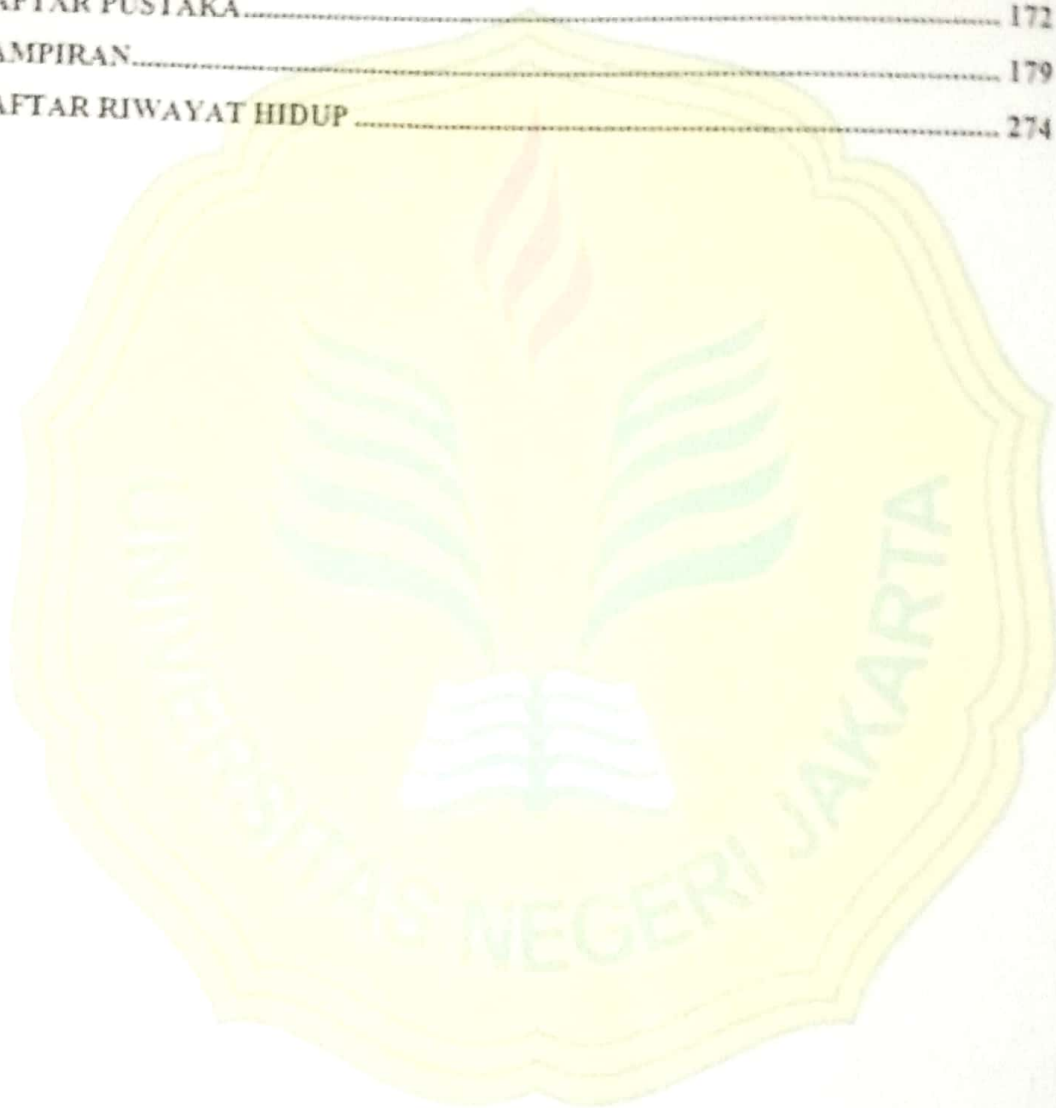 AFTAR PUSTAKA.......................................................... 172
AMPIRAN.......................................................... 179
AFTAR RIWAYAT HIDUP .......................................................... 274
UNIVERSITAS NEGERI JAKARTA